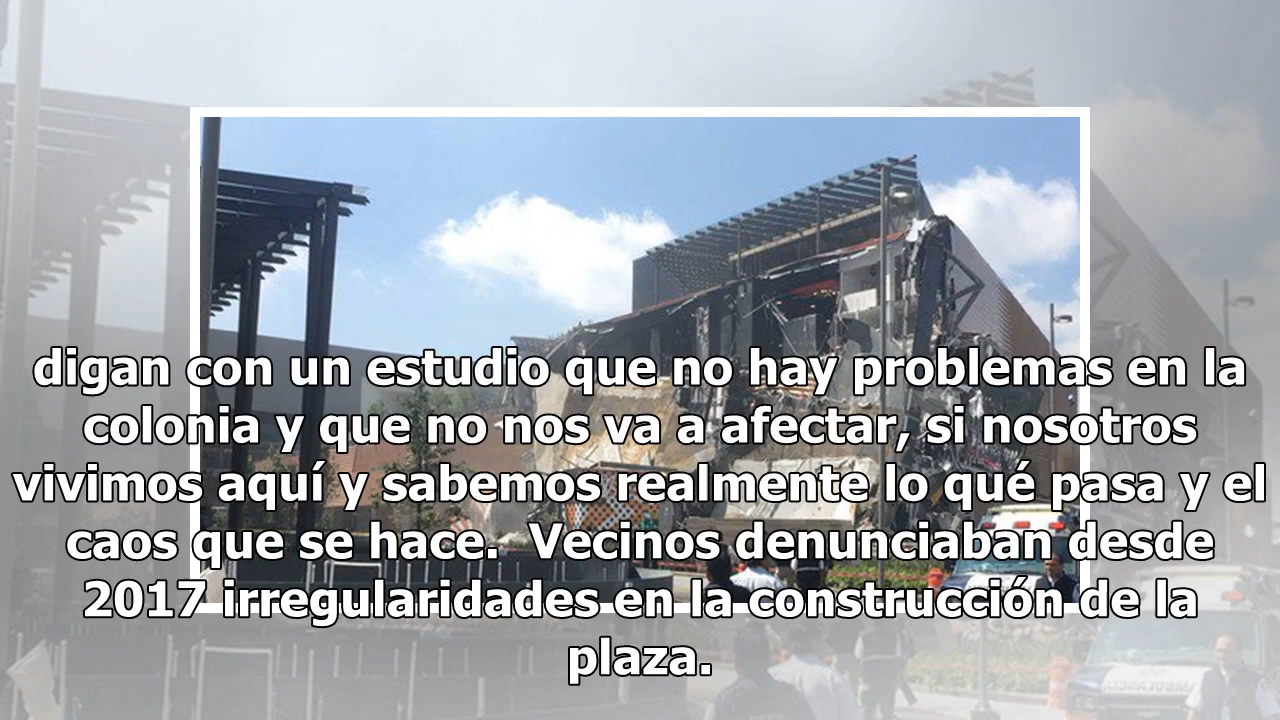 digan con un estudio que no hay problemas en la
colonia y que no nos va a afectar, si nosotros
vivimos aquí y sabemos realmente lo qué pasa y el
caos que se hace.  Vecinos denunciaban desde
2017 irregularidades en la construcción de la
plaza.